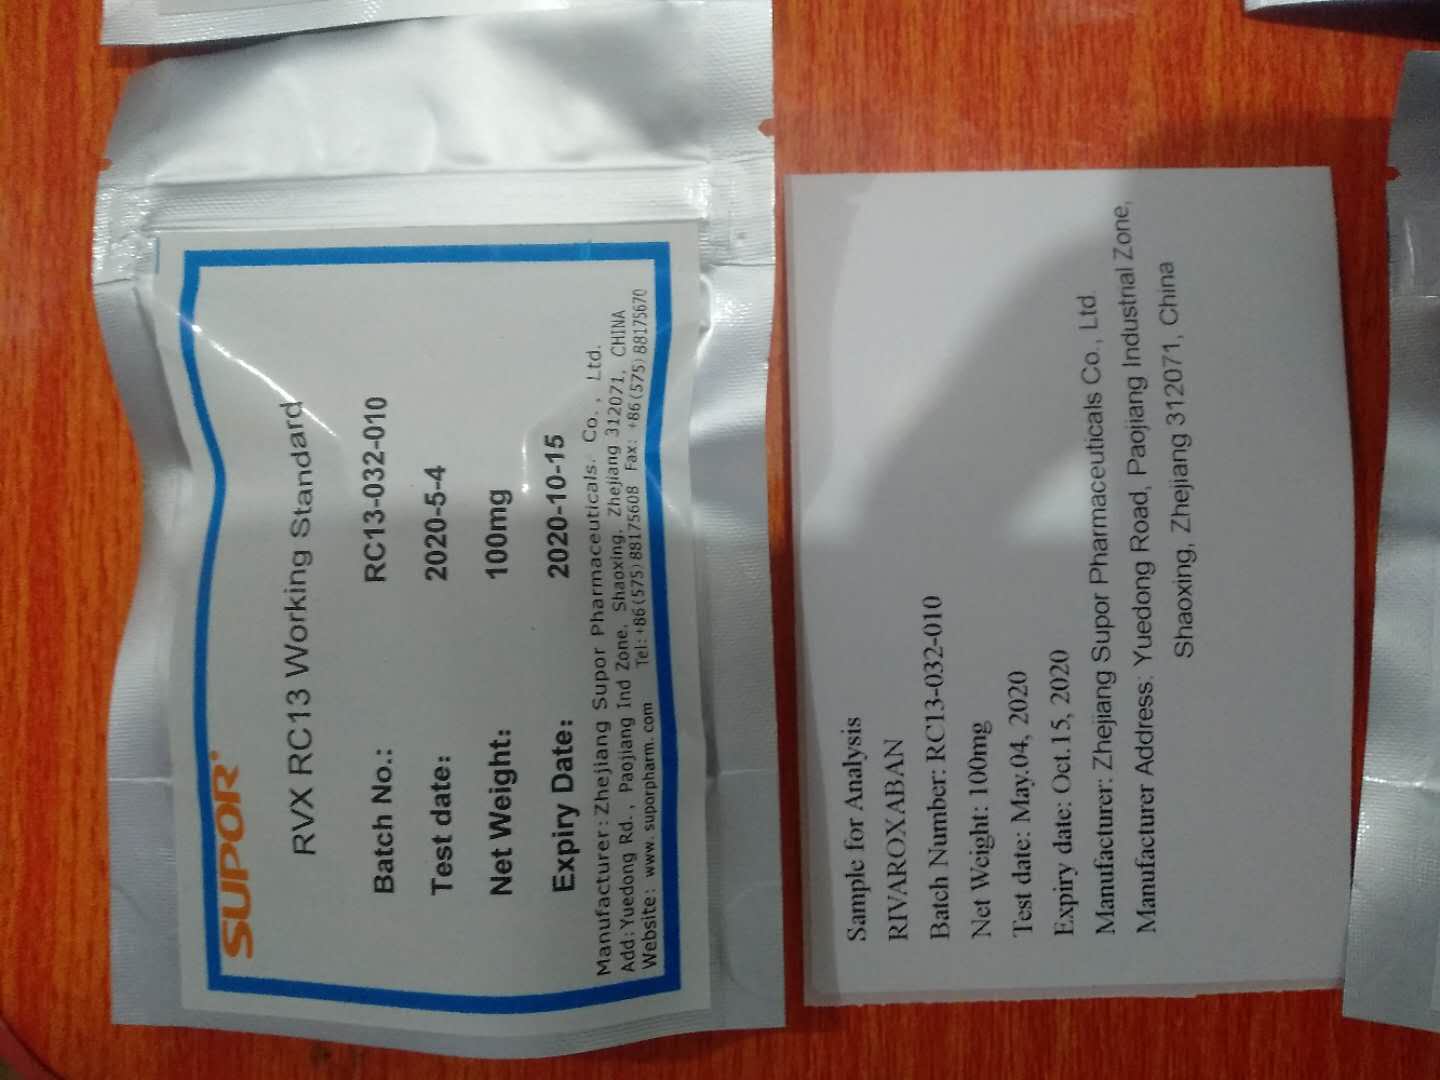 SUPOR
RVX RC13 Working Standard
Batch No.: RC13-032-010
Test date: 2020-5-4
Net Weight: 100mg
Expiry Date: 2020-10-15
Manufacturer: Zhejiang Supor Pharmaceuticals. Co., Ltd.
Add: Yuedong Rd., Paojiang Ind Zone, Shaoxing, Zhejiang 312071, CHINA
Website: www.suporpharm.com Tel:+86(575)88175608 Fax: +86(575)88175670
Sample for Analysis
RIVAROXABAN
Batch Number: RC13-032-010
Net Weight: 100mg
Test date: May.04, 2020
Expiry date: Oct.15, 2020
Manufacturer: Zhejiang Supor Pharmaceuticals Co., Ltd.
Manufacturer Address: Yuedong Road, Paojiang Industrial Zone,
Shaoxing, Zhejiang 312071, China